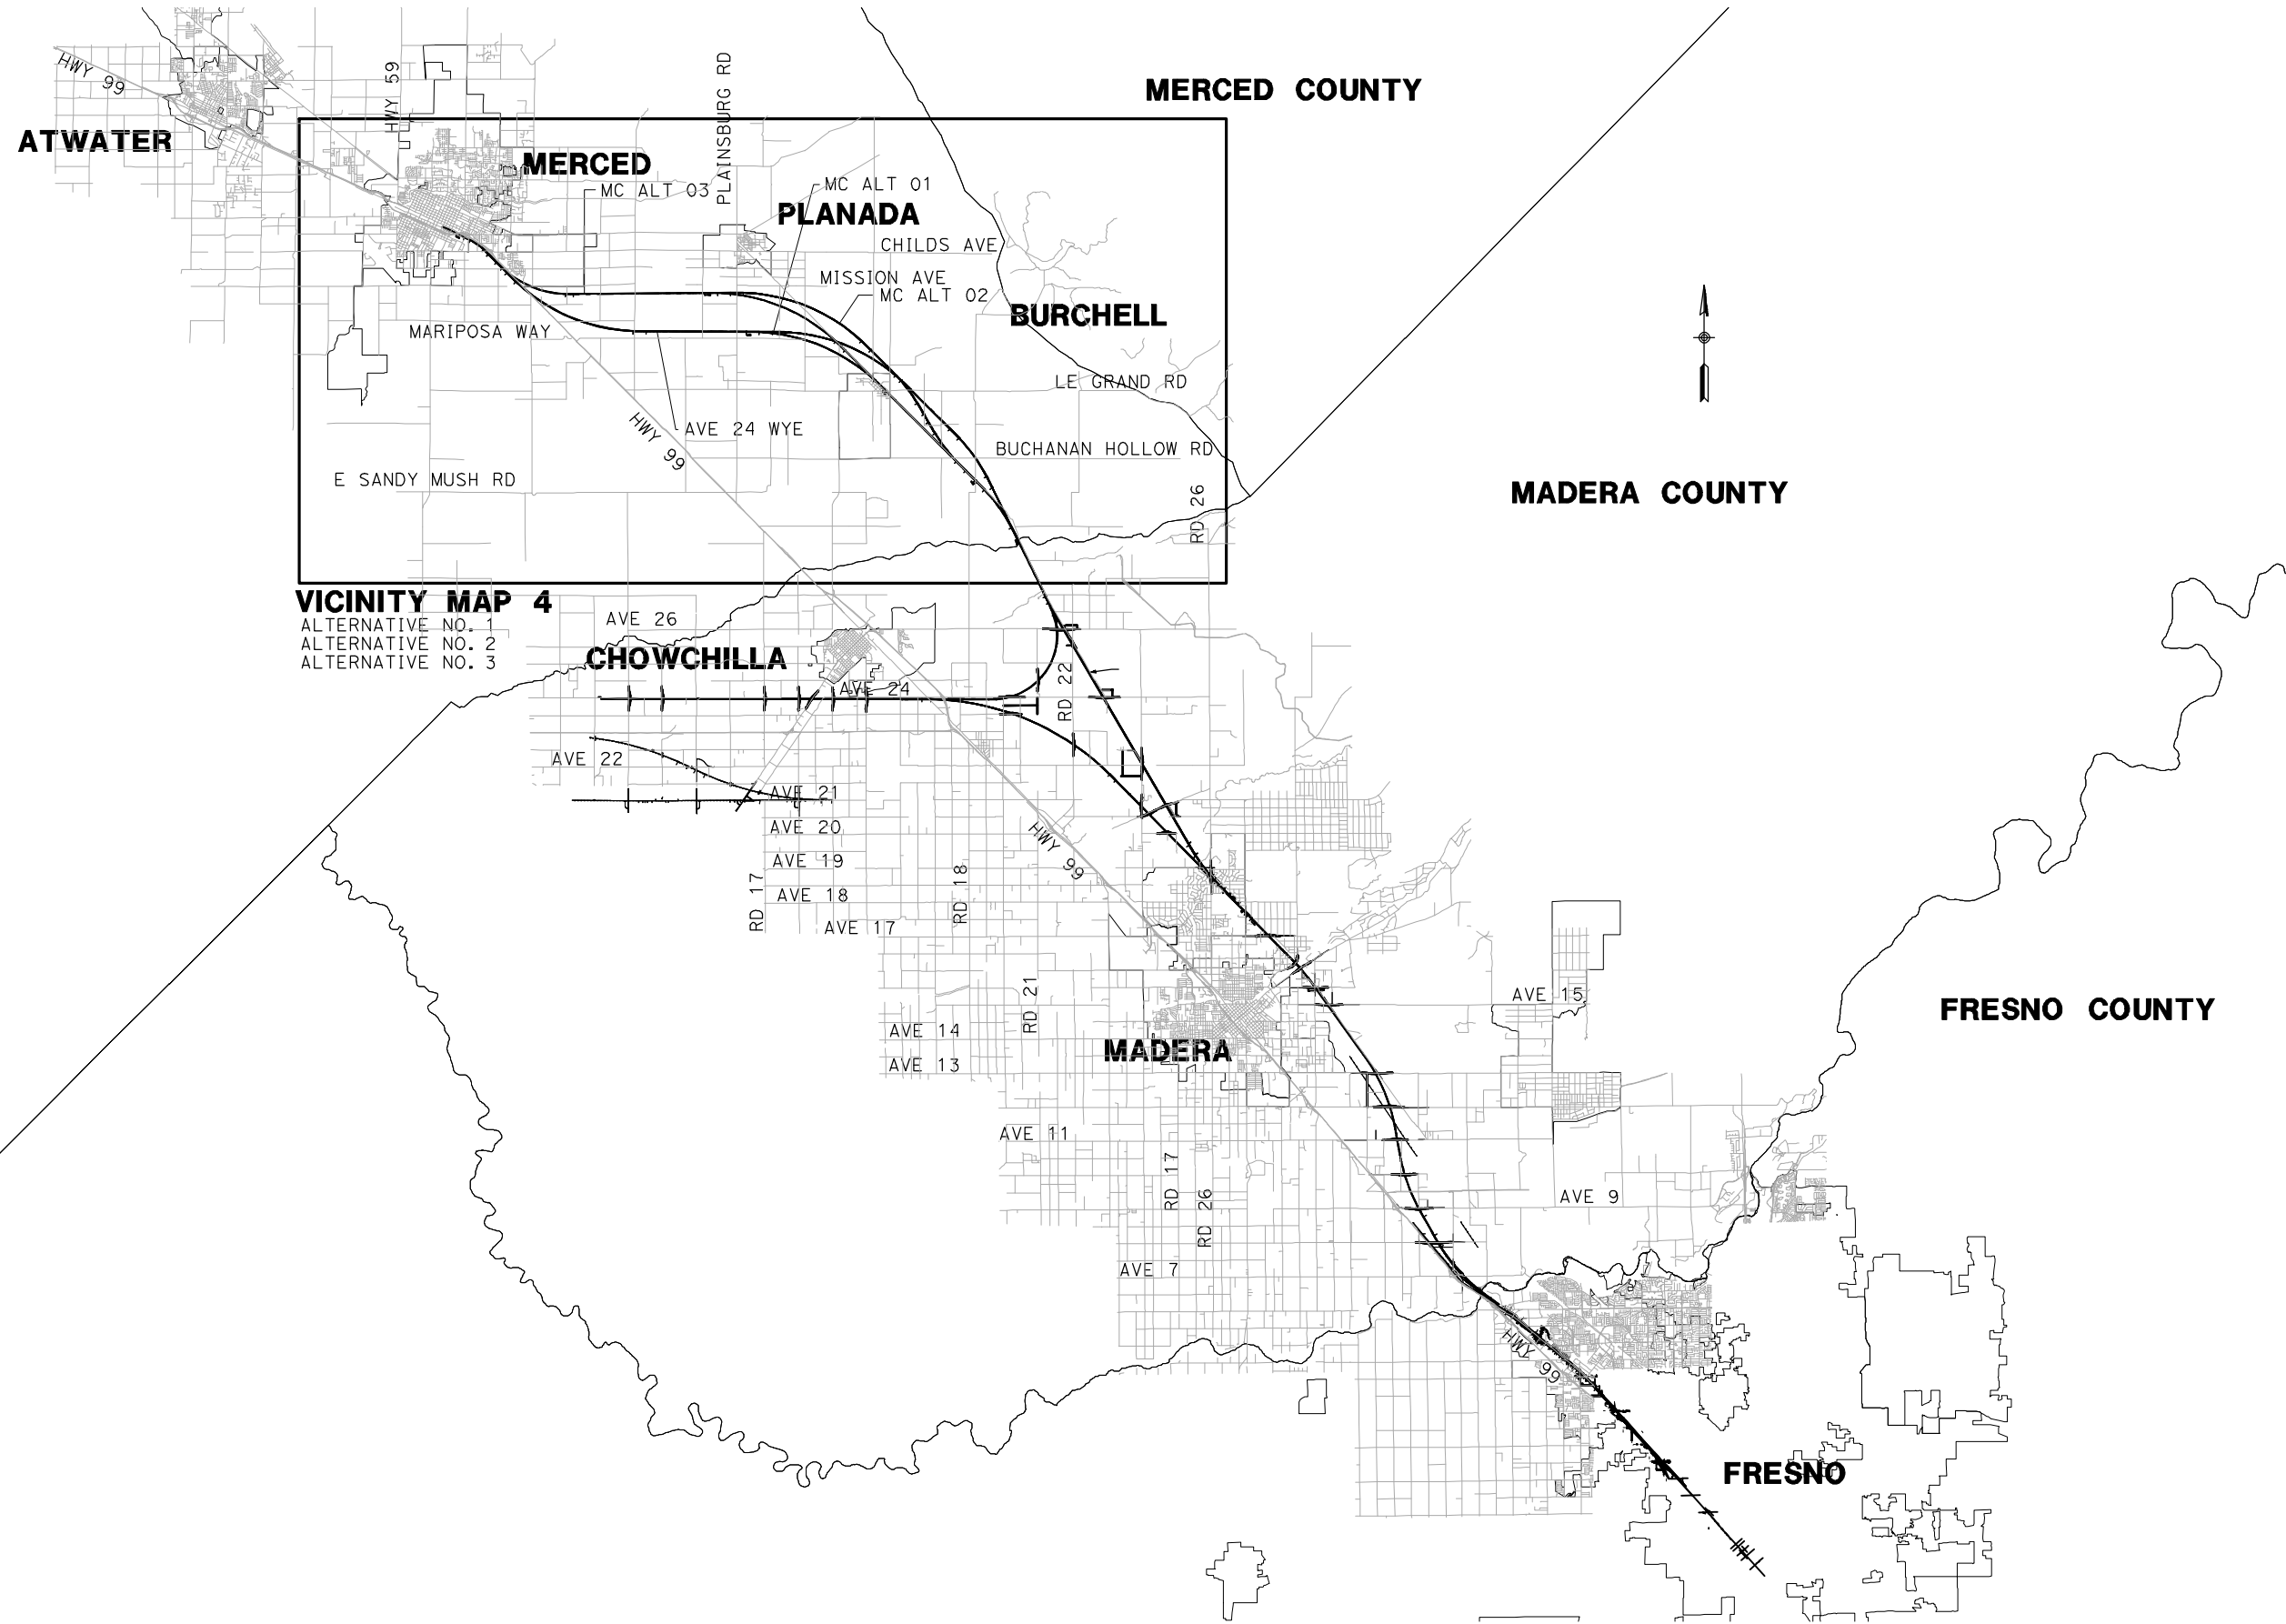 HWY 99
HWY 59
PLAINSBURG RD
MERCED COUNTY
ATWATER
MERCED
MC ALT 03
MC ALT 01
PLANADA
CHILDS AVE
MISSION AVE
MC ALT 02
BURCHELL
MARIPOSA WAY
LE GRAND RD
AVE 24 WYE
HWY 99
BUCHANAN HOLLOW RD
E SANDY MUSH RD
RD 26
MADERA COUNTY
VICINITY MAP 4
ALTERNATIVE NO. 1
ALTERNATIVE NO. 2
ALTERNATIVE NO. 3
AVE 26
CHOWCHILLA
AVE 24
RD 22
AVE 22
AVE 21
AVE 20
HWY 99
AVE 19
RD 17
AVE 18
RD 18
AVE 17
RD 21
AVE 15
FRESNO COUNTY
AVE 14
MADERA
AVE 13
AVE 11
RD 17
RD 26
AVE 9
AVE 7
HWY 99
FRESNO